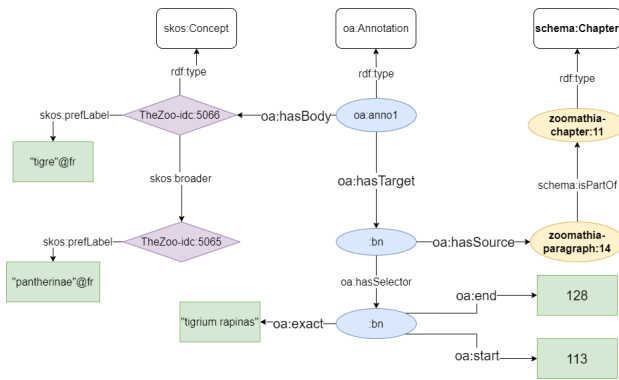 skos:Concept
oa:Annotation
schema:Chapter
rdf:type
rdf:type
rdf:type
skos:prefLabel
TheZoo-idc:5066
oa:hasBody
oa:anno1
zoomathia-
chapter:11
"tigre"@fr
skos:broader
oa:hasTarget
schema:isPartOf
skos:prefLabel
TheZoo-idc:5065
:bn
oa:hasSource
zoomathia-
paragraph:14
"pantherinae"@fr
oa:hasSelector
oa:end
128
"tigrium rapinas"
oa:exact
:bn
oa:start
113